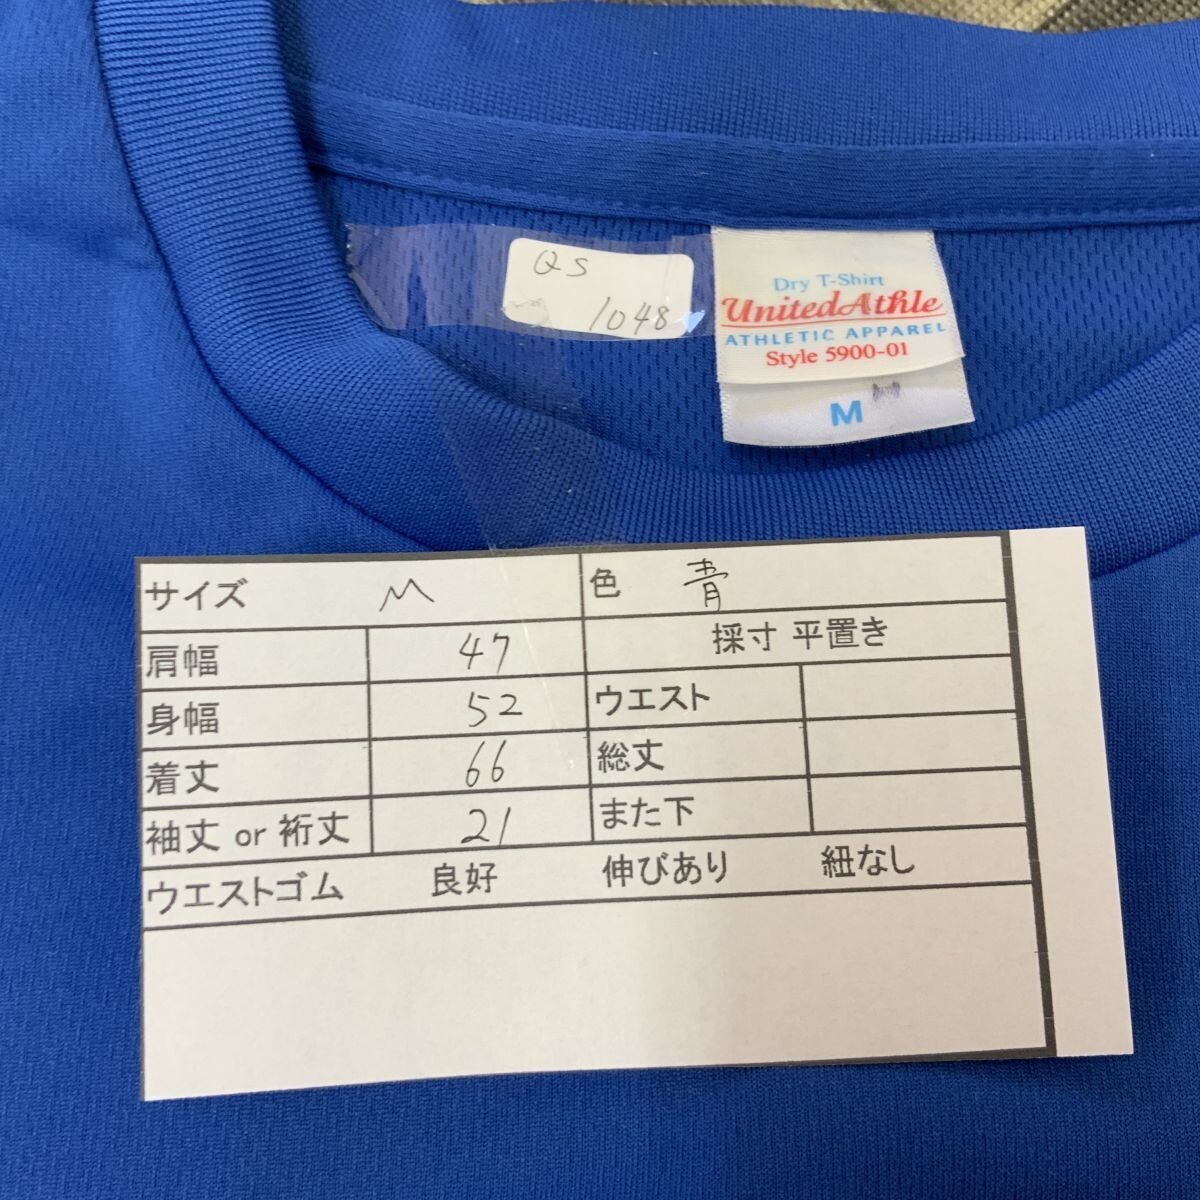 QS
1048
Dry T-Shirt
UnitedAthle
ATHLETIC APPAREL
Style 5900-01
M
サイズ M 色 青
肩幅 47 採寸 平置き
身幅 52 ウエスト
着丈 66 総丈
袖丈 or 裄丈 21 また下
ウエストゴム 良好 伸びあり 紐なし